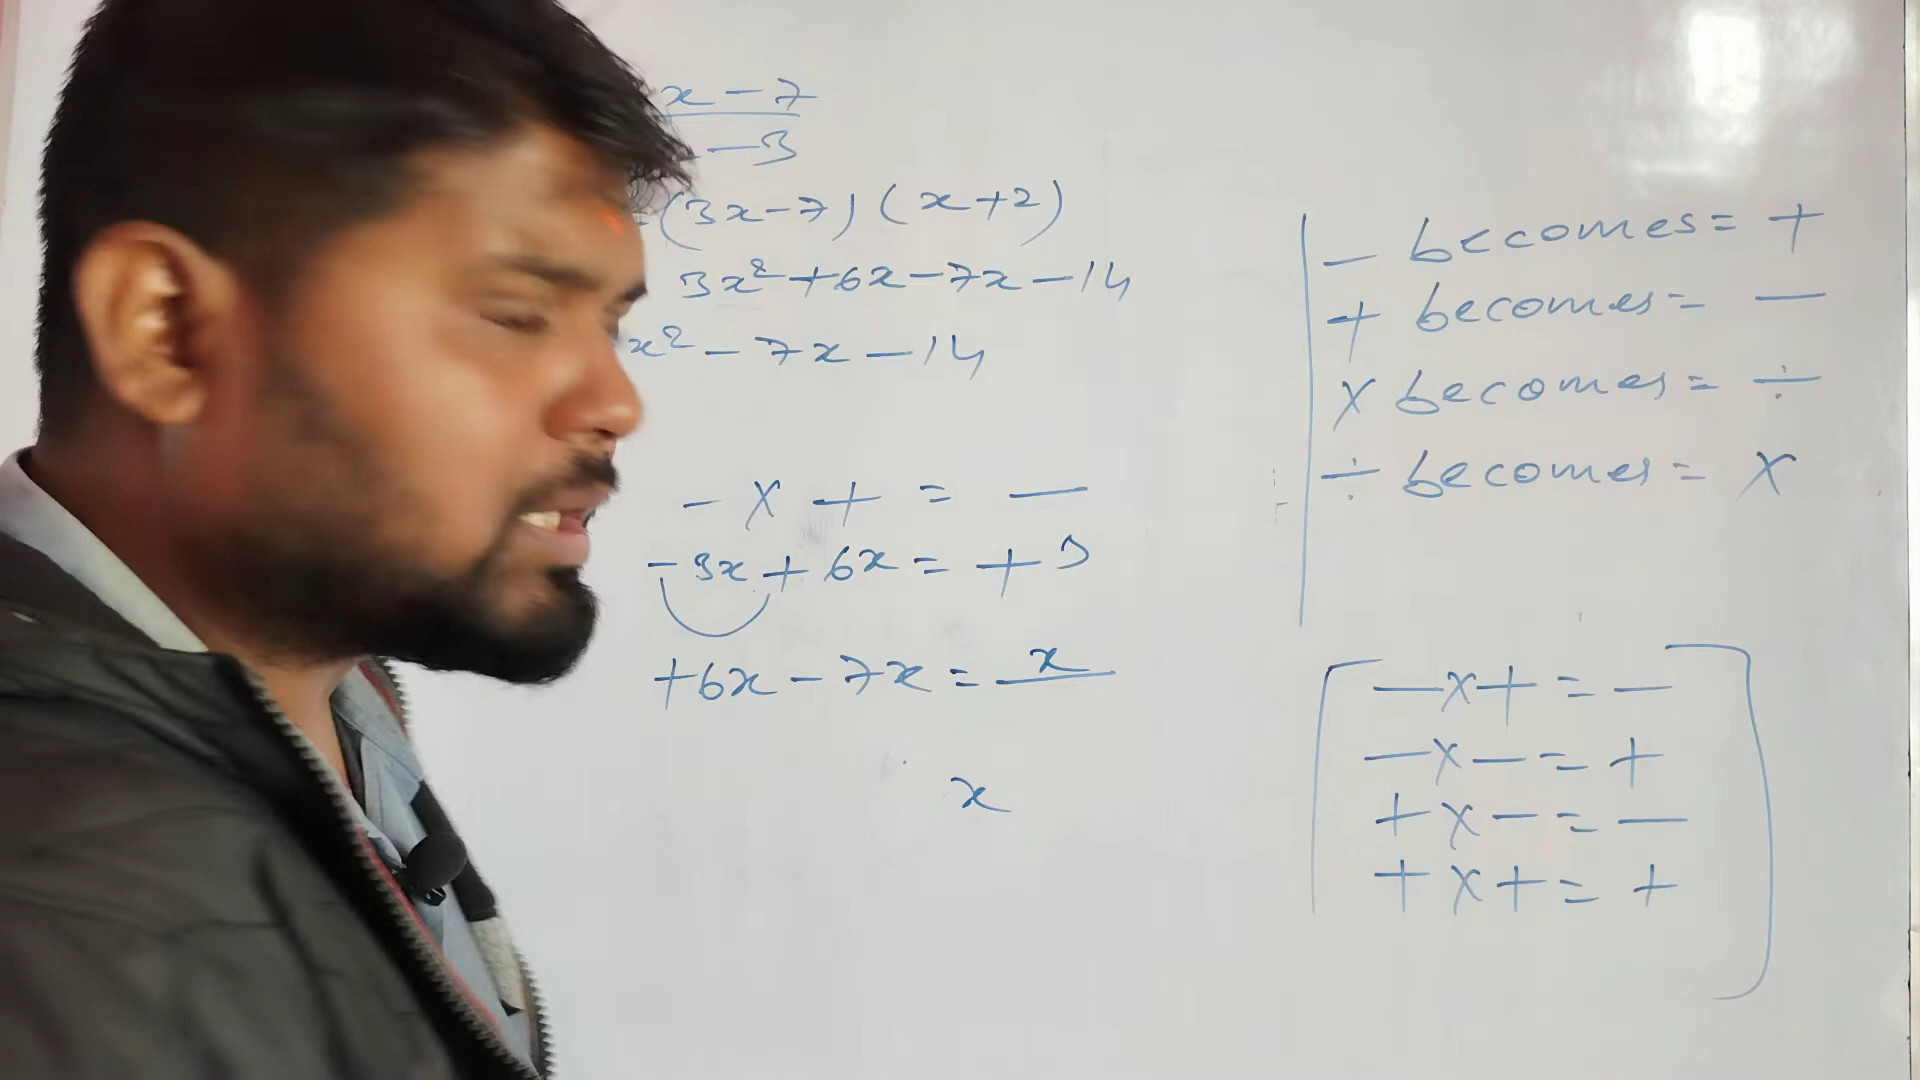 x - 7
- 3
= (3x-7) (x+2)
3x² + 6x - 7x - 14
x² - 7x - 14
- x + = -
- 3x + 6x = + 3
+6x - 7x = x
x
- becomes = +
+ becomes = -
x becomes = ÷
÷ becomes = x
- x + = -
- x - = +
+ x - = -
+ x + = +